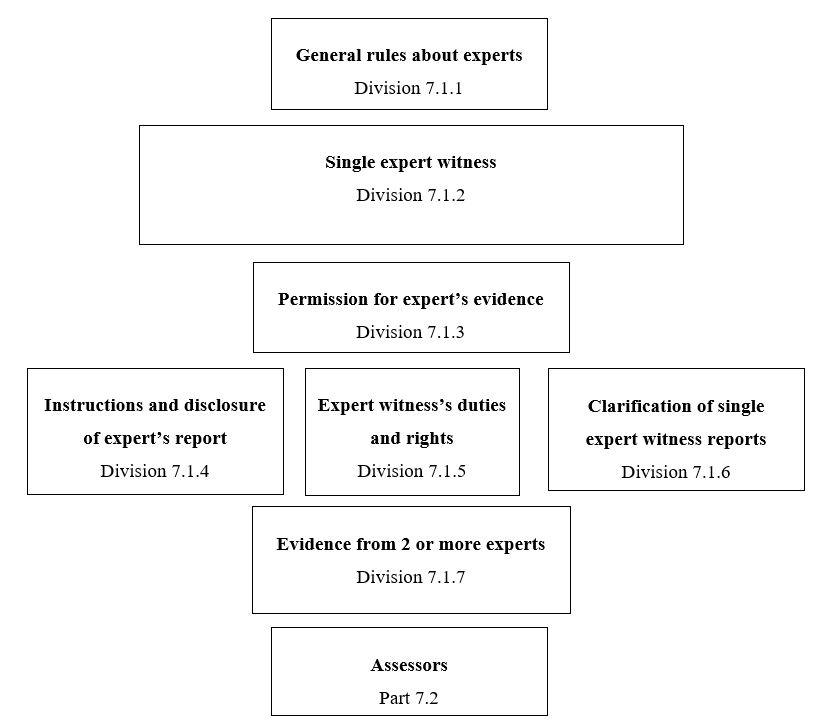 General rules about experts
Division 7.1.1
Single expert witness
Division 7.1.2
Permission for expert’s evidence
Division 7.1.3
Instructions and disclosure
of expert’s report
Division 7.1.4
Expert witness’s duties
and rights
Division 7.1.5
Clarification of single
expert witness reports
Division 7.1.6
Evidence from 2 or more experts
Division 7.1.7
Assessors
Part 7.2